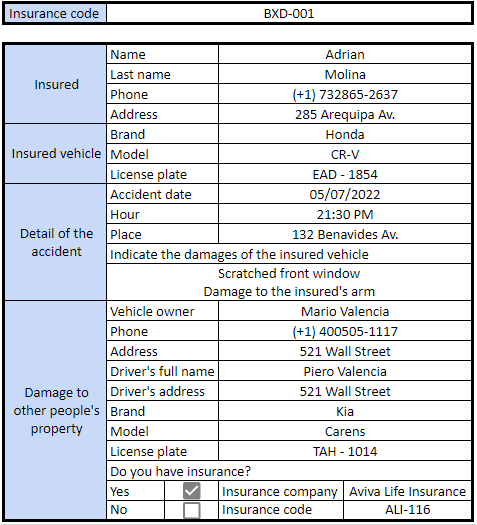 Insurance code BXD-001
Insured
Name Adrian
Last name Molina
Phone (+1) 732865-2637
Address 285 Arequipa Av.
Insured vehicle
Brand Honda
Model CR-V
License plate EAD - 1854
Detail of the
accident
Accident date 05/07/2022
Hour 21:30 PM
Place 132 Benavides Av.
Indicate the damages of the insured vehicle
Scratched front window
Damage to the insured's arm
Damage to
other people's
property
Vehicle owner Mario Valencia
Phone (+1) 400505-1117
Address 521 Wall Street
Driver's full name Piero Valencia
Driver's address 521 Wall Street
Brand Kia
Model Carens
License plate TAH - 1014
Do you have insurance?
Yes Insurance company Aviva Life Insurance
No Insurance code ALI-116